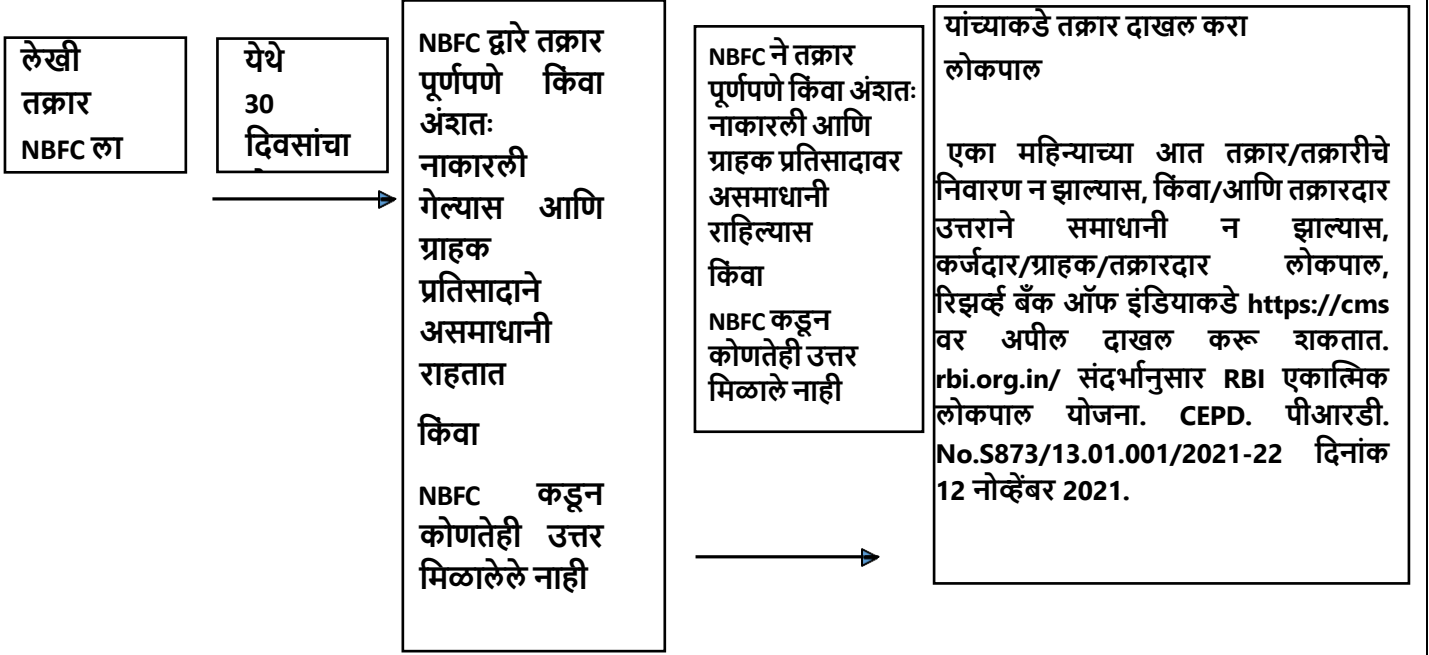 लेखी
तक्रार
NBFC ला
येथे
30
दिवसांचा
NBFC द्वारे तक्रार
पूर्णपणे किंवा
अंशतः
नाकारली
गेल्यास आणि
ग्राहक
प्रतिसादाने
असमाधानी
राहतात
किंवा
NBFC कडून
कोणतेही उत्तर
मिळालेले नाही
NBFC ने तक्रार
पूर्णपणे किंवा अंशतः
नाकारली आणि
ग्राहक प्रतिसादावर
असमाधानी
राहिल्यास
किंवा
NBFC कडून
कोणतेही उत्तर
मिळाले नाही
यांच्याकडे तक्रार दाखल करा
लोकपाल
एका महिन्याच्या आत तक्रार/तक्रारीचे
निवारण न झाल्यास, किंवा/आणि तक्रारदार
उत्तराने समाधानी न झाल्यास,
कर्जदार/ग्राहक/तक्रारदार लोकपाल,
रिझर्व्ह बँक ऑफ इंडियाकडे https://cms
वर अपील दाखल करू शकतात.
rbi.org.in/ संदर्भानुसार RBI एकात्मिक
लोकपाल योजना. CEPD. पीआरडी.
No.S873/13.01.001/2021-22 दिनांक
12 नोव्हेंबर 2021.